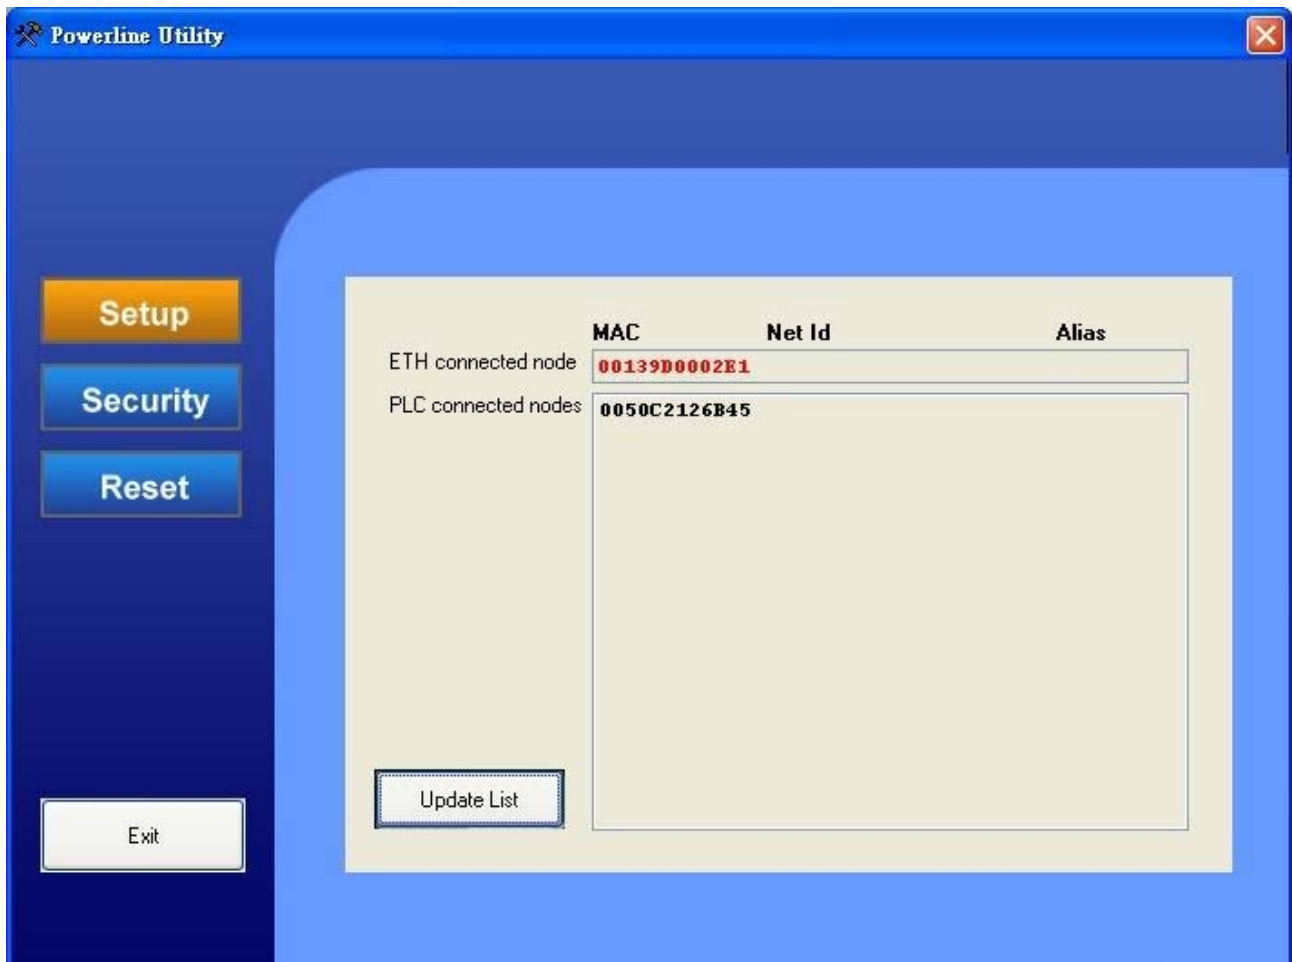 Powerline Utility
Setup
Security
Reset
Exit
MAC Net Id Alias
ETH connected node 00139D0002E1
PLC connected nodes 0050C2126B45
Update List